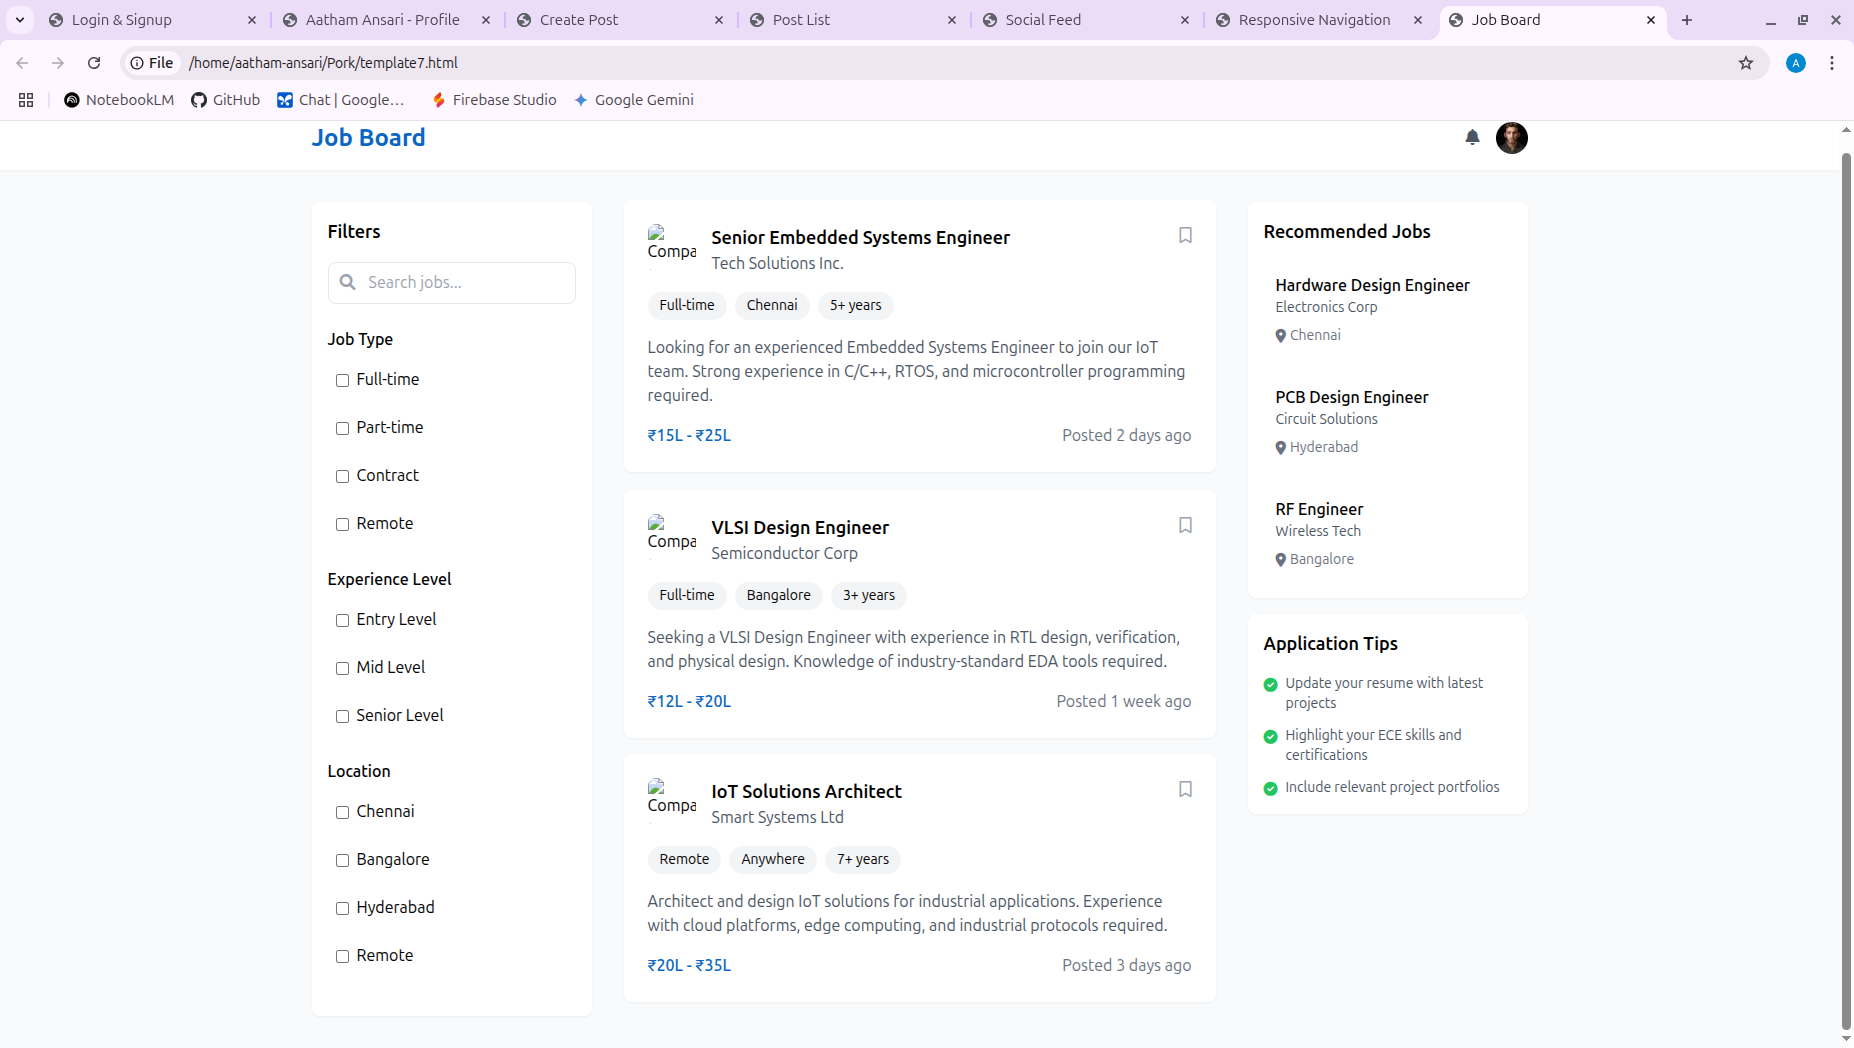 Login & Signup
Aatham Ansari - Profile
Create Post
Post List
Social Feed
Responsive Navigation
Job Board
File
/home/aatham-ansari/Pork/template7.html
A
NotebookLM
GitHub
Chat | Google…
Firebase Studio
Google Gemini
Job Board
Filters
Search jobs...
Job Type
Full-time
Part-time
Contract
Remote
Experience Level
Entry Level
Mid Level
Senior Level
Location
Chennai
Bangalore
Hyderabad
Remote
Compa
Senior Embedded Systems Engineer
Tech Solutions Inc.
Full-time
Chennai
5+ years
Looking for an experienced Embedded Systems Engineer to join our IoT
team. Strong experience in C/C++, RTOS, and microcontroller programming
required.
₹15L - ₹25L
Posted 2 days ago
Compa
VLSI Design Engineer
Semiconductor Corp
Full-time
Bangalore
3+ years
Seeking a VLSI Design Engineer with experience in RTL design, verification,
and physical design. Knowledge of industry-standard EDA tools required.
₹12L - ₹20L
Posted 1 week ago
Compa
IoT Solutions Architect
Smart Systems Ltd
Remote
Anywhere
7+ years
Architect and design IoT solutions for industrial applications. Experience
with cloud platforms, edge computing, and industrial protocols required.
₹20L - ₹35L
Posted 3 days ago
Recommended Jobs
Hardware Design Engineer
Electronics Corp
Chennai
PCB Design Engineer
Circuit Solutions
Hyderabad
RF Engineer
Wireless Tech
Bangalore
Application Tips
Update your resume with latest
projects
Highlight your ECE skills and
certifications
Include relevant project portfolios